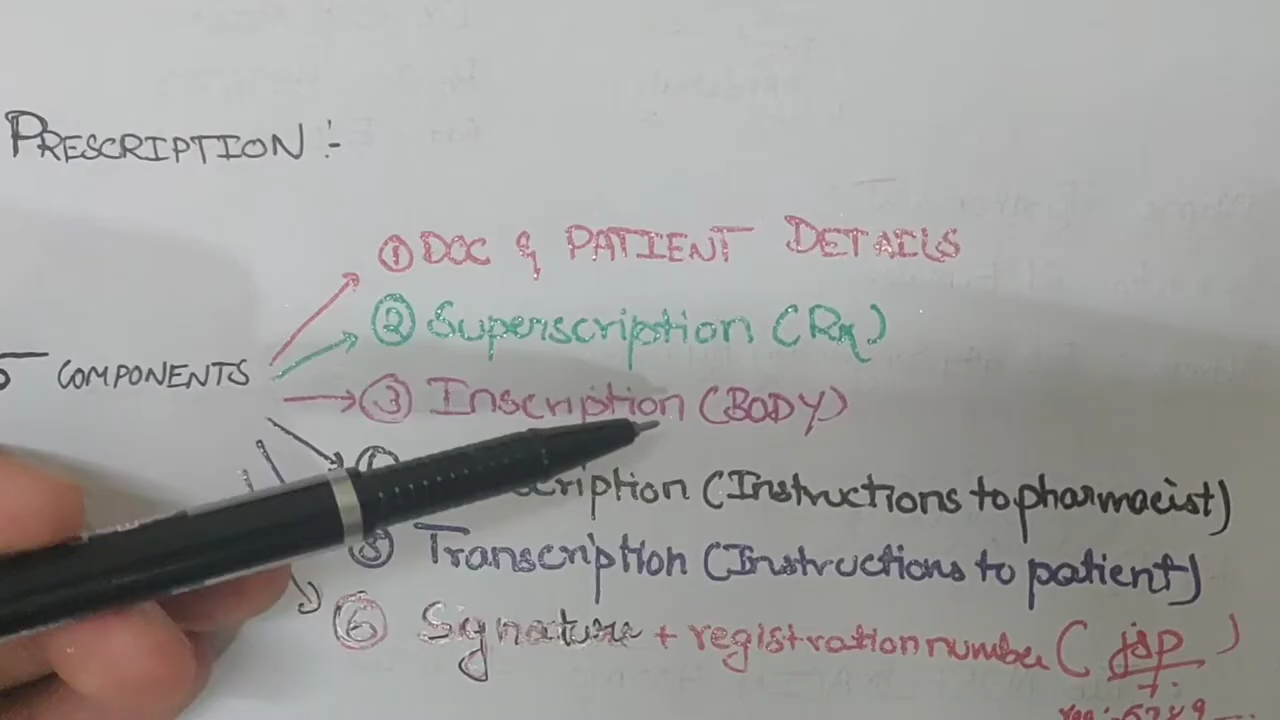 PRESCRIPTION :-
① DOC & PATIENT DETAILS
② Superscription (Rx)
COMPONENTS
③ Inscription (BODY)
(Instructions to pharmacist)
⑤ Transcription (Instructions to patient)
⑥ Signature + registration number ( jsp )